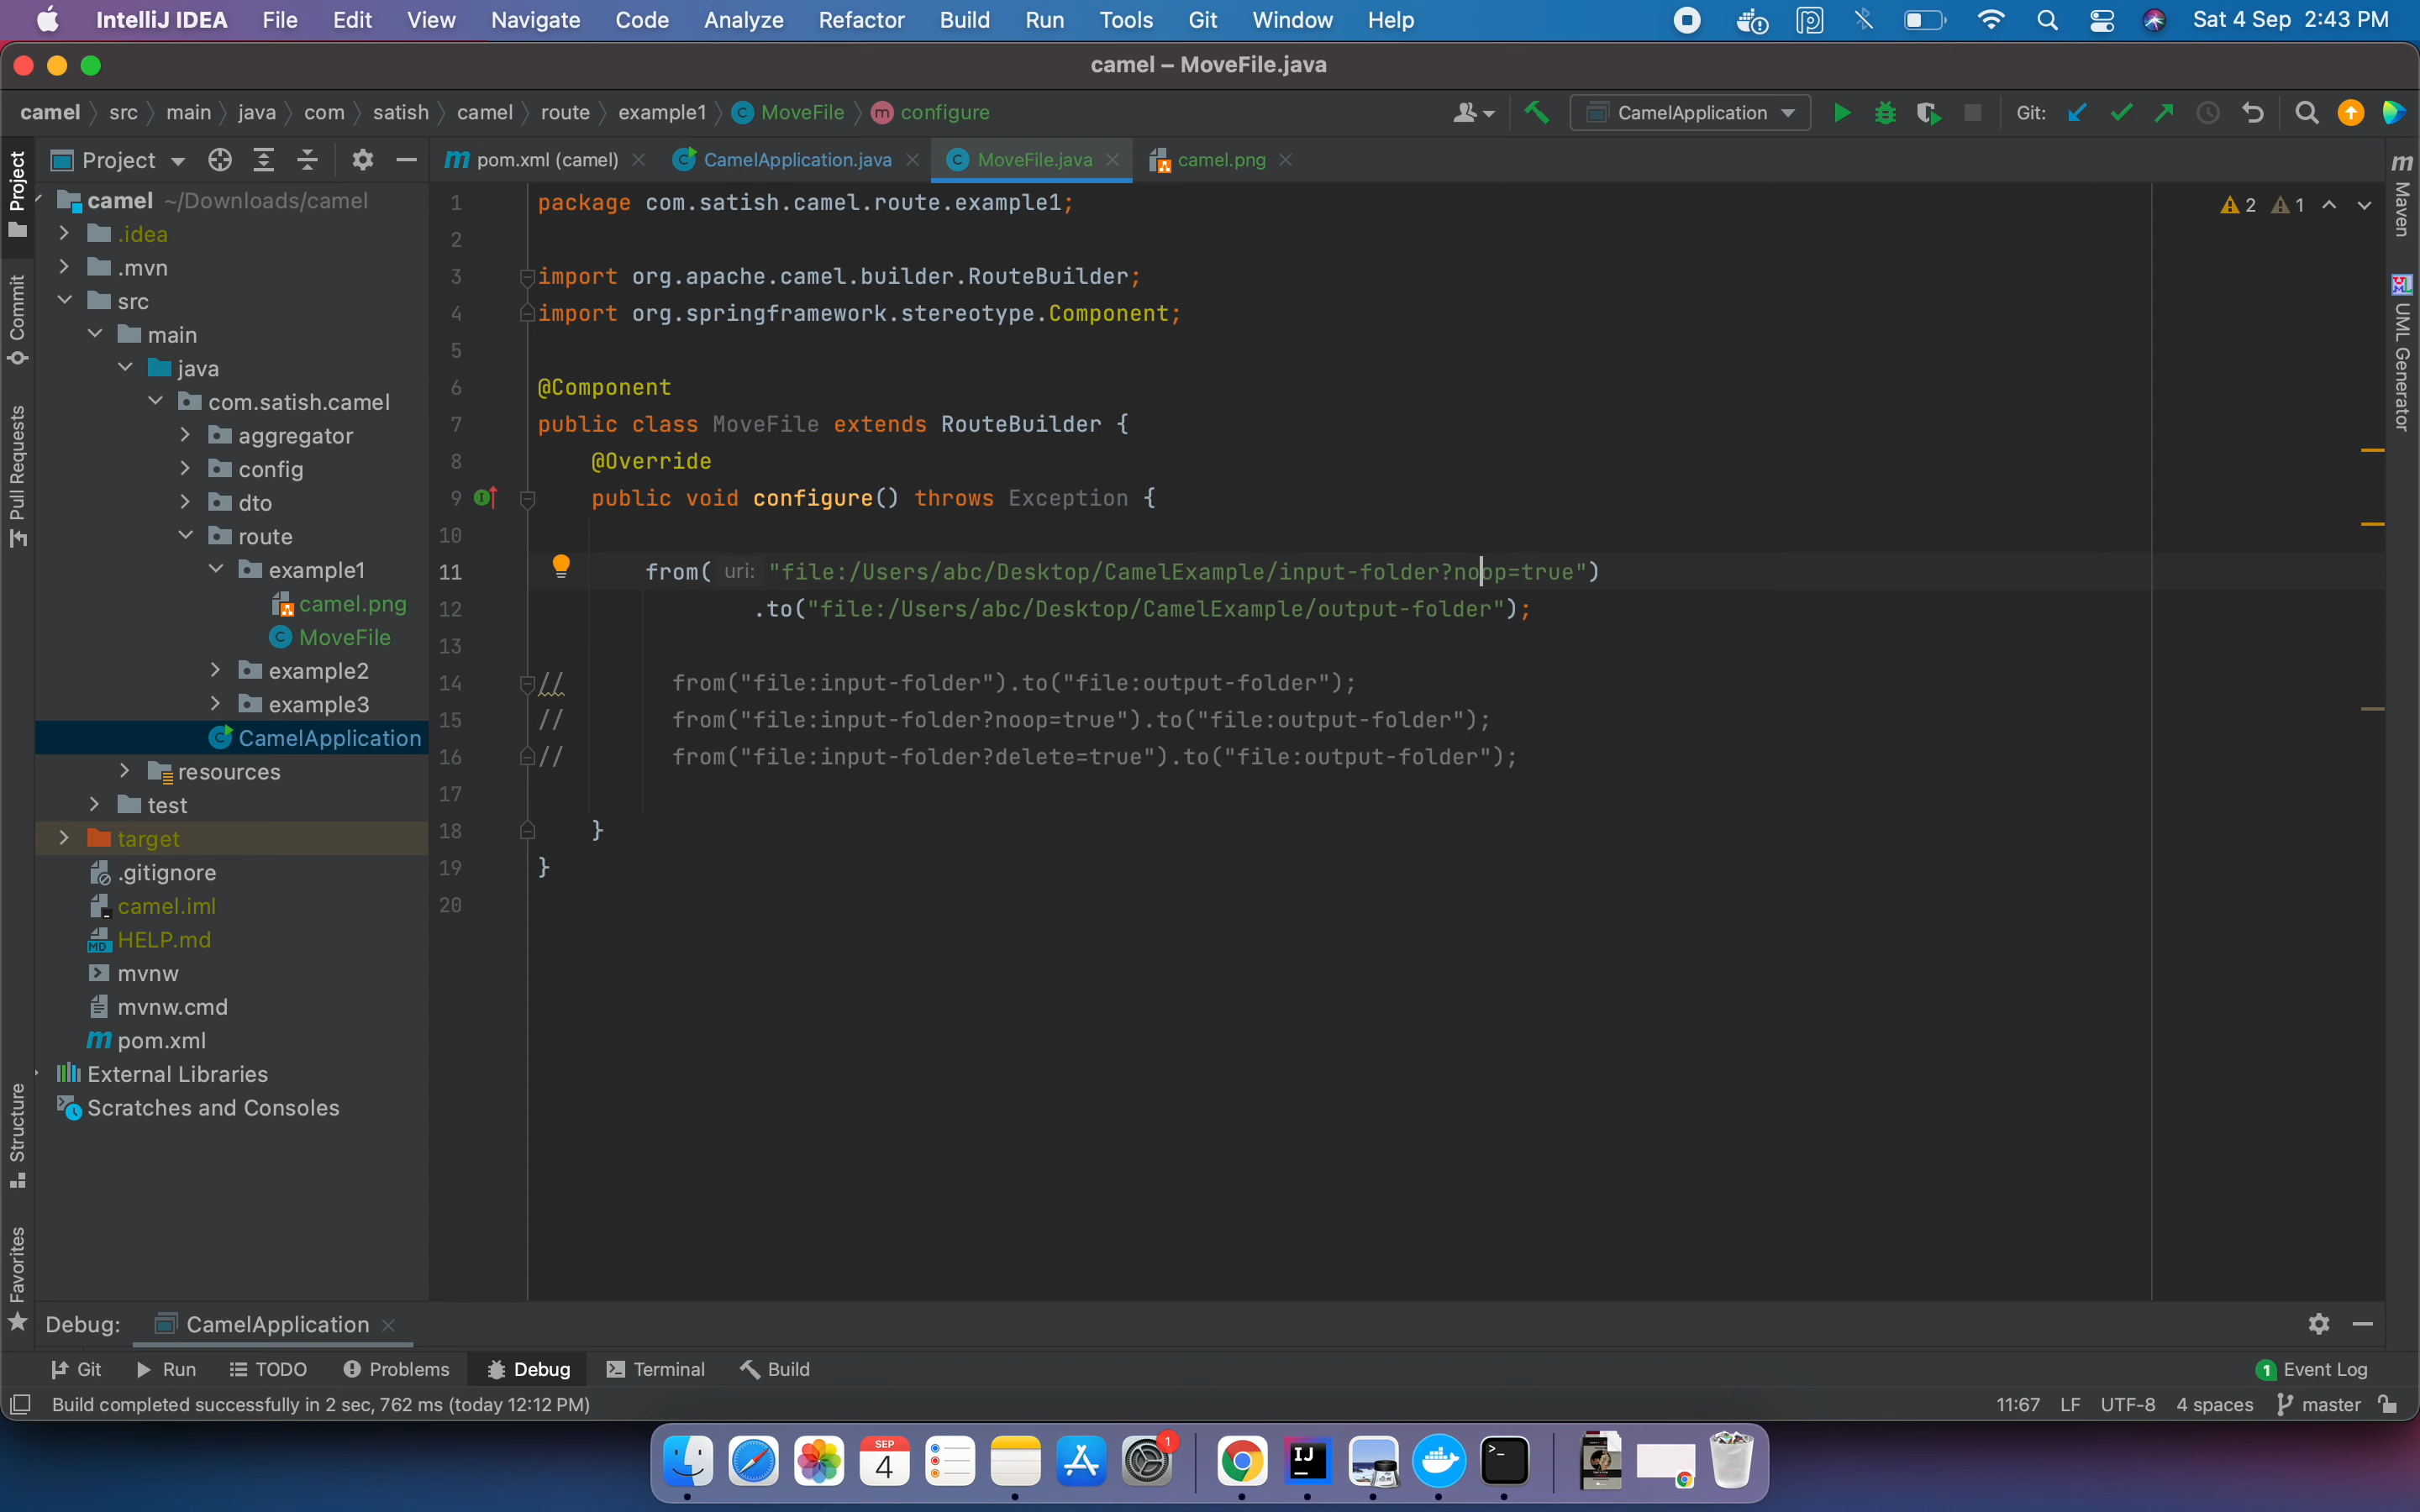 IntelliJ IDEA File Edit View Navigate Code Analyze Refactor Build Run Tools Git Window Help Sat 4 Sep 2:43 PM
camel – MoveFile.java
camel src main java com satish camel route example1 MoveFile configure CamelApplication Git:
Project pom.xml (camel) CamelApplication.java MoveFile.java camel.png
Project
Commit
Pull Requests
Structure
Favorites
camel ~/Downloads/camel
.idea
.mvn
src
main
java
com.satish.camel
aggregator
config
dto
route
example1
camel.png
MoveFile
example2
example3
CamelApplication
resources
test
target
.gitignore
camel.iml
HELP.md
mvnw
mvnw.cmd
pom.xml
External Libraries
Scratches and Consoles
1 package com.satish.camel.route.example1;
2
3 import org.apache.camel.builder.RouteBuilder;
4 import org.springframework.stereotype.Component;
5
6 @Component
7 public class MoveFile extends RouteBuilder {
8 @Override
9 public void configure() throws Exception {
10
11 from( uri: "file:/Users/abc/Desktop/CamelExample/input-folder?noop=true")
12 .to("file:/Users/abc/Desktop/CamelExample/output-folder");
13
14 // from("file:input-folder").to("file:output-folder");
15 // from("file:input-folder?noop=true").to("file:output-folder");
16 // from("file:input-folder?delete=true").to("file:output-folder");
17
18 }
19 }
20
2 1
Maven
UML Generator
Debug: CamelApplication
Git Run TODO Problems Debug Terminal Build 1 Event Log
Build completed successfully in 2 sec, 762 ms (today 12:12 PM) 11:67 LF UTF-8 4 spaces master
SEP
4
1
IJ